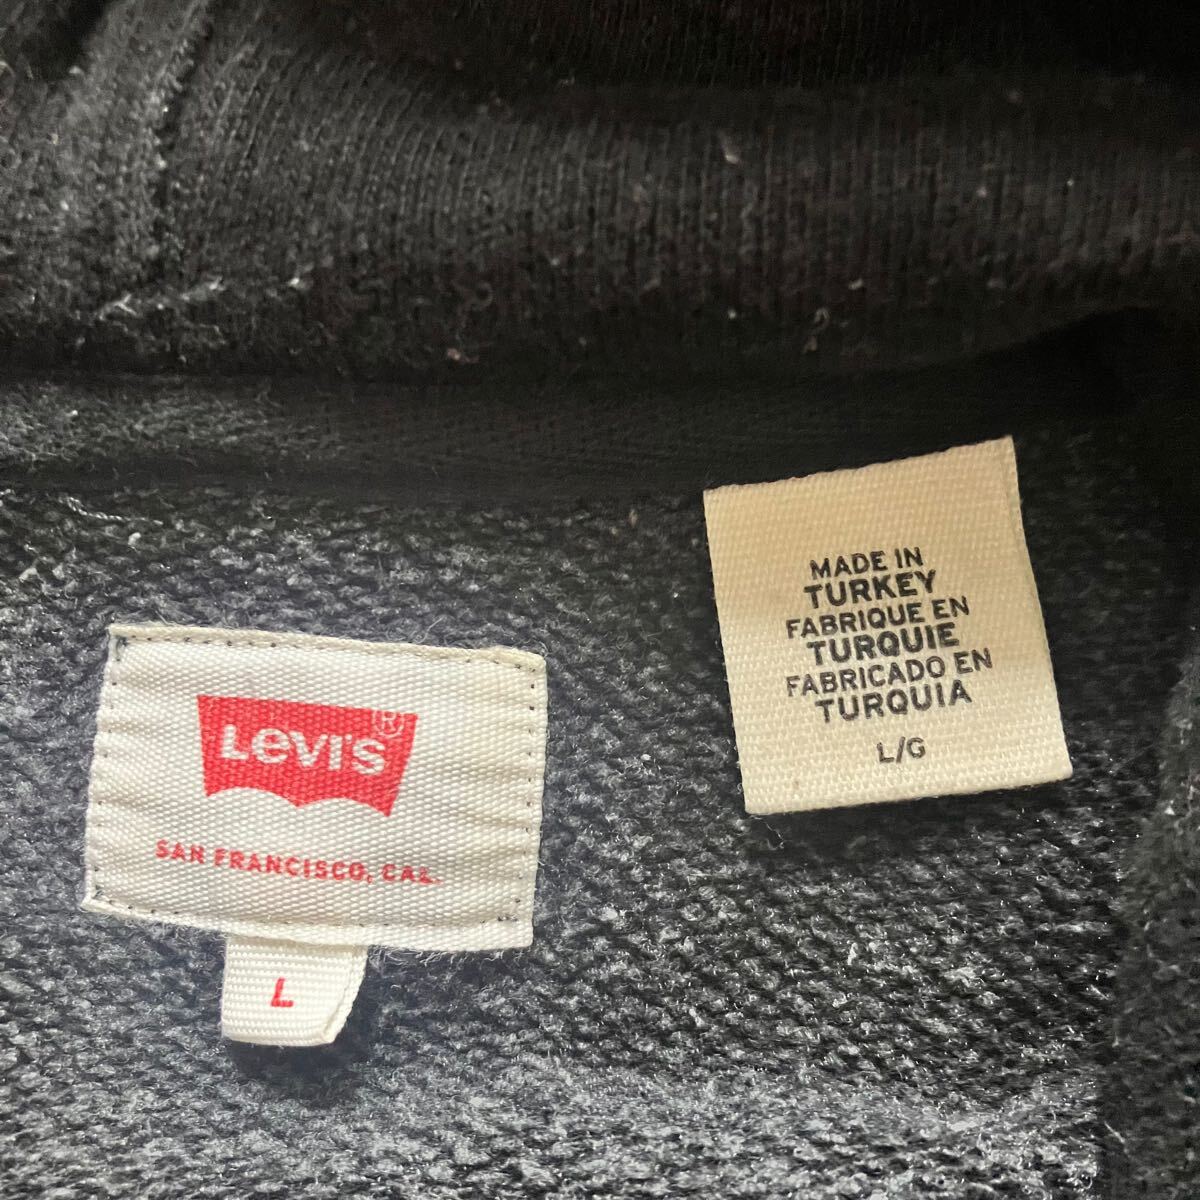 Levi's®
SAN FRANCISCO, CAL.
L
MADE IN
TURKEY
FABRIQUE EN
TURQUIE
FABRICADO EN
TURQUIA
L/G